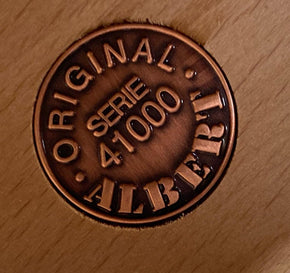 · ORIGINAL ·
SERIE
41000
ALBERT